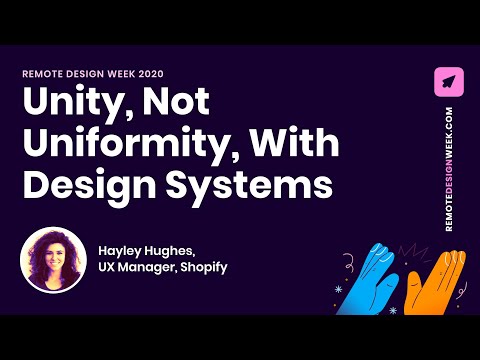 REMOTE DESIGN WEEK 2020
Unity, Not
Uniformity, With
Design Systems
Hayley Hughes,
UX Manager, Shopify
REMOTEDESIGNWEEK.COM